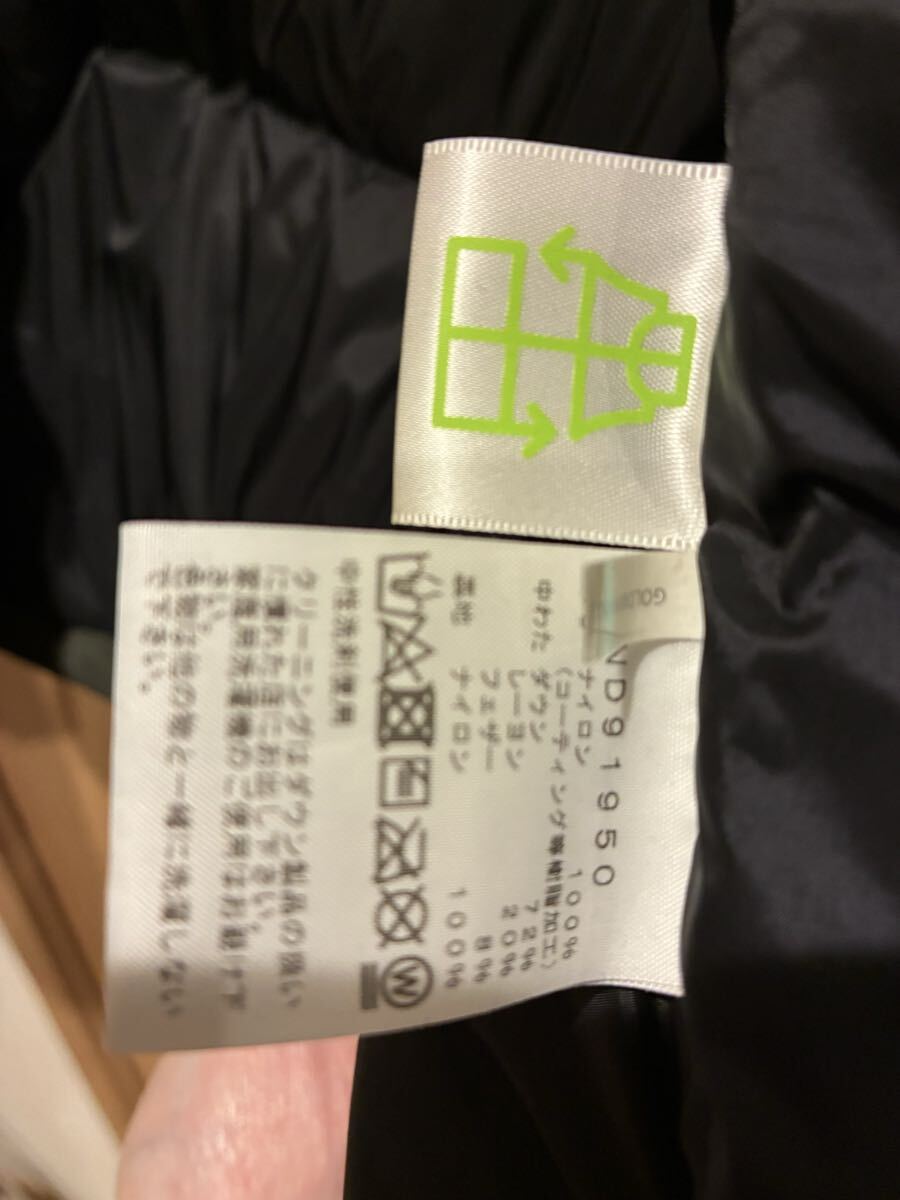 GOLD
ND91950
ナイロン 100%
(コーティング等樹脂加工)
中わた ダウン 72%
レーヨン 20%
フェザー 8%
裏地 ナイロン 100%
W
中性洗剤使用
クリーニングはダウン製品の扱い
に慣れた店にお出し下さい。
家庭用洗濯機のご使用はお避け下
さい。
色物は他の物と一緒に洗濯しない
で下さい。